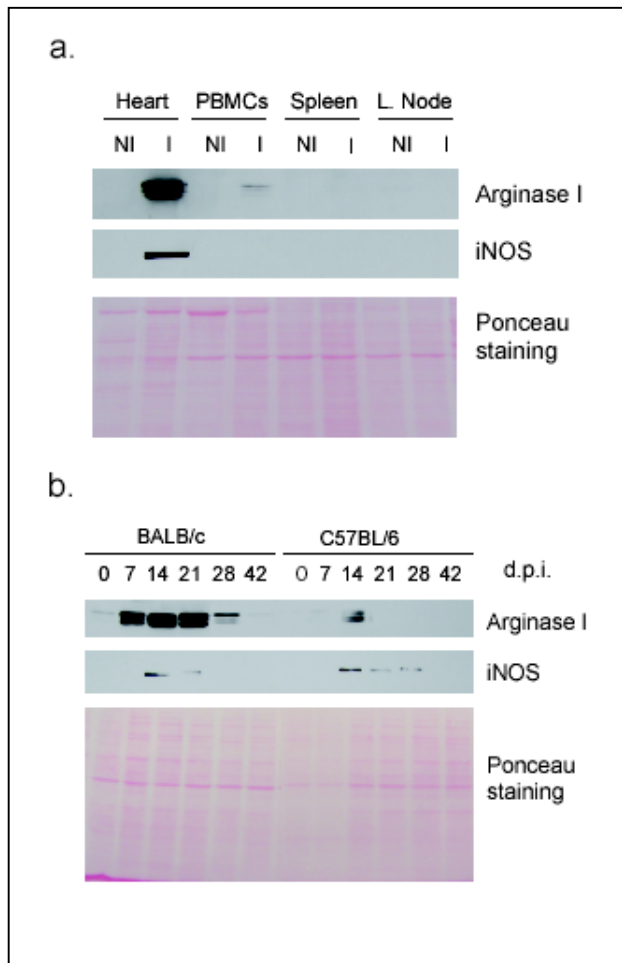 a.
Heart PBMCs Spleen L. Node
NI I NI I NI I NI I
Arginase I
iNOS
Ponceau
staining
b.
BALB/c C57BL/6
0 7 14 21 28 42 0 7 14 21 28 42 d.p.i.
Arginase I
iNOS
Ponceau
staining